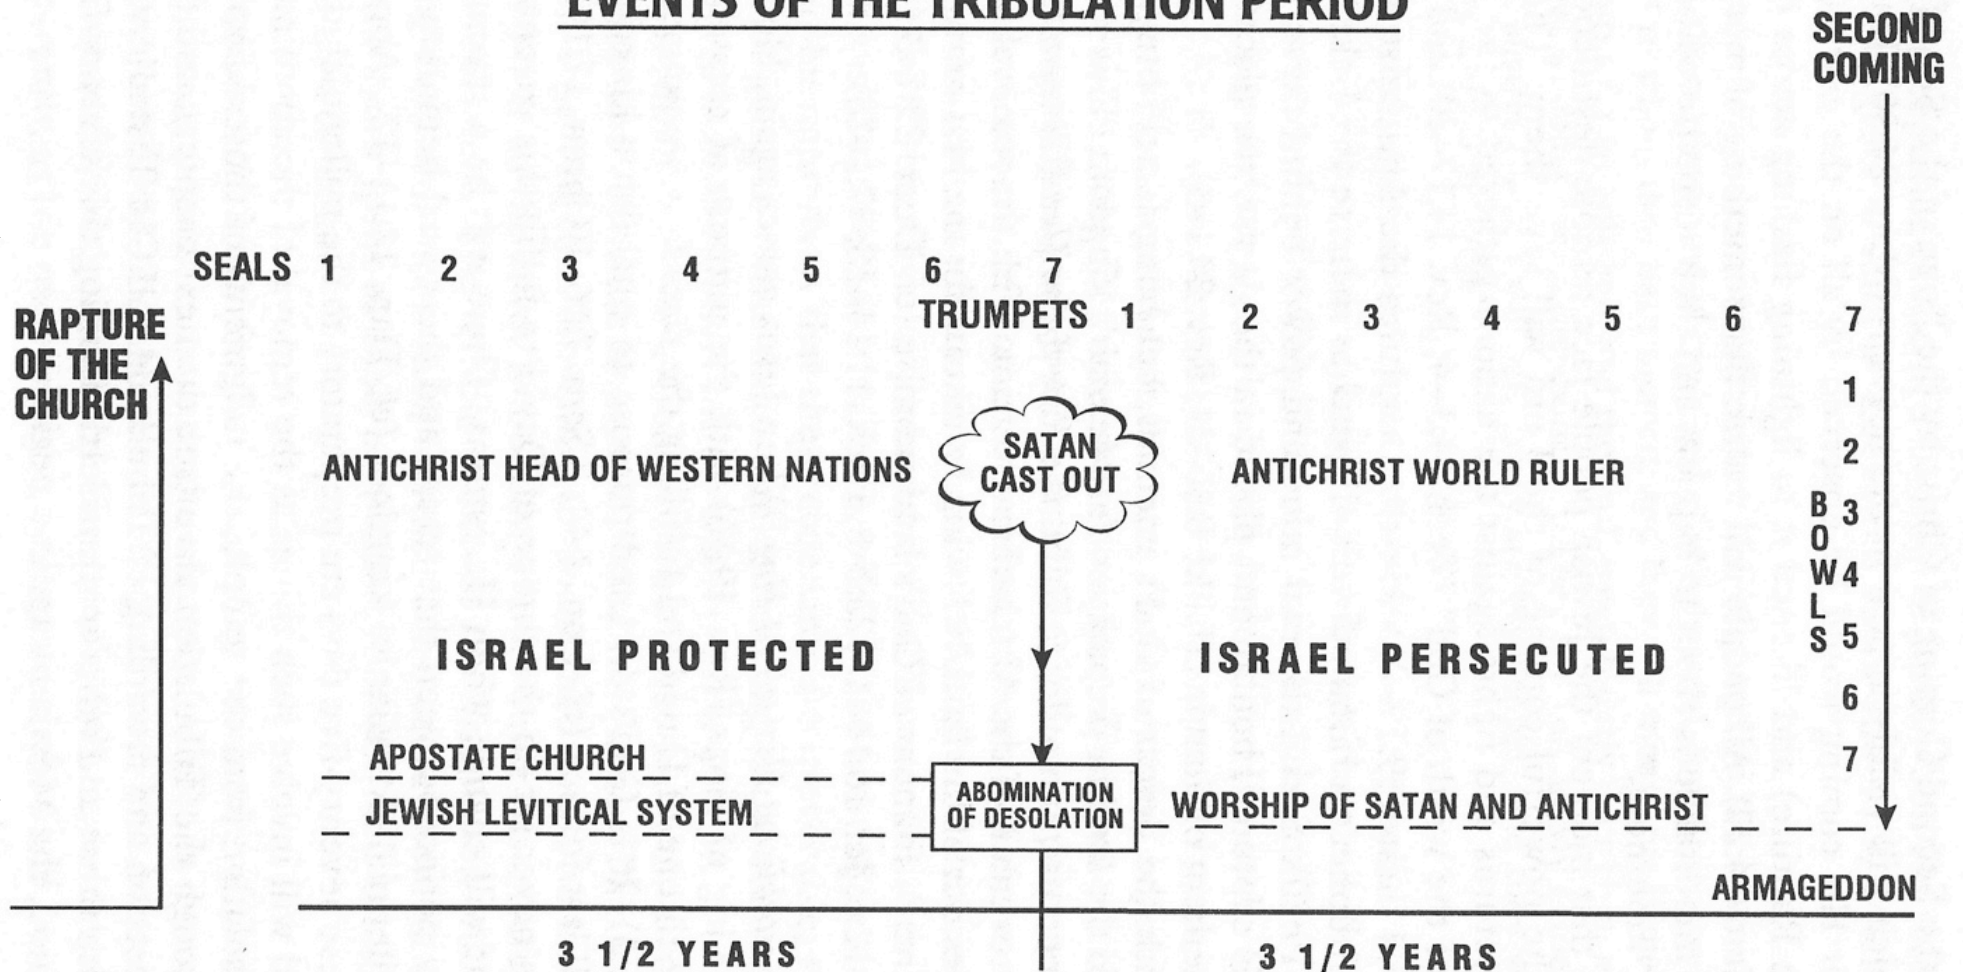 EVENTS OF THE TRIBULATION PERIOD
SECOND
COMING
SEALS 1 2 3 4 5 6 7
TRUMPETS 1 2 3 4 5 6 7
RAPTURE
OF THE
CHURCH
SATAN
CAST OUT
ANTICHRIST HEAD OF WESTERN NATIONS
ANTICHRIST WORLD RULER
BOWLS
1
2
3
4
5
6
7
ISRAEL PROTECTED
ISRAEL PERSECUTED
APOSTATE CHURCH
JEWISH LEVITICAL SYSTEM
ABOMINATION
OF DESOLATION
WORSHIP OF SATAN AND ANTICHRIST
ARMAGEDDON
3 1/2 YEARS
3 1/2 YEARS